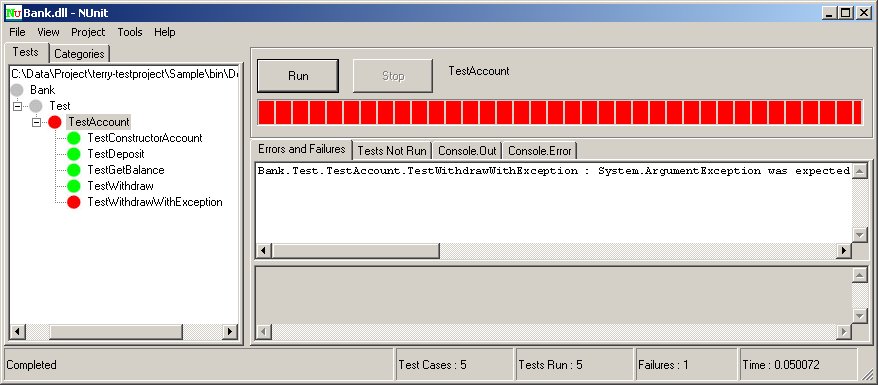 NU Bank.dll - NUnit
File View Project Tools Help
Tests Categories
C:\Data\Project\terry-testproject\Sample\bin\D
Bank
Test
TestAccount
TestConstructorAccount
TestDeposit
TestGetBalance
TestWithdraw
TestWithdrawWithException
Run Stop TestAccount
Errors and Failures Tests Not Run Console.Out Console.Error
Bank.Test.TestAccount.TestWithdrawWithException : System.ArgumentException was expected
Completed Test Cases : 5 Tests Run : 5 Failures : 1 Time : 0.050072